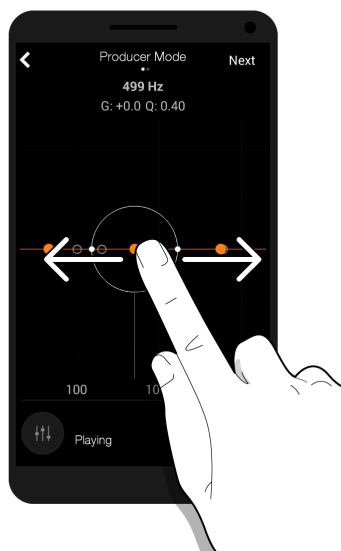 Producer Mode
Next
499 Hz
G: +0.0 Q: 0.40
100
Playing